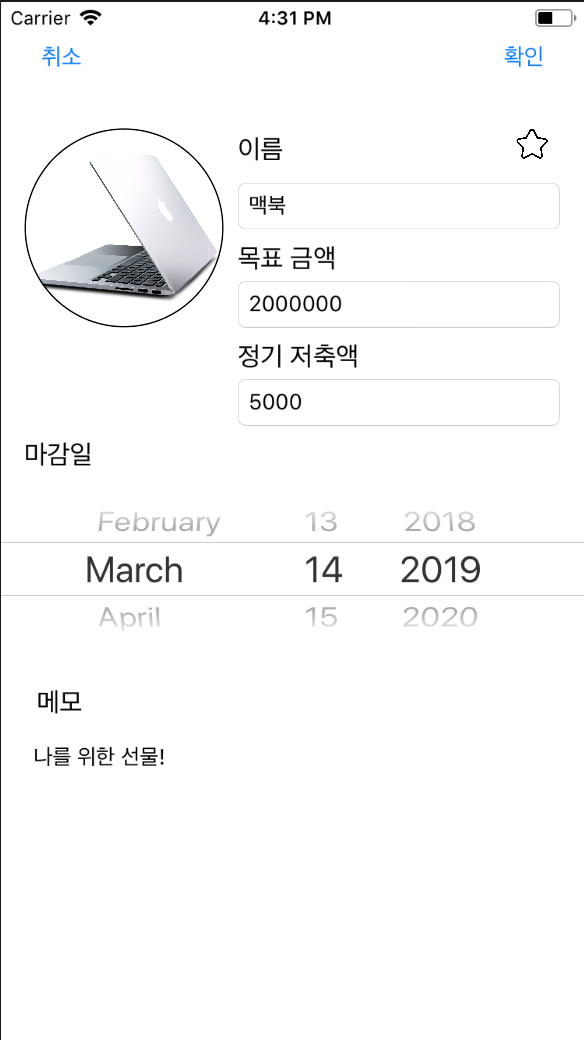 Carrier 4:31 PM
취소 확인
이름
맥북
목표 금액
2000000
정기 저축액
5000
마감일
February 13 2018
March 14 2019
April 15 2020
메모
나를 위한 선물!